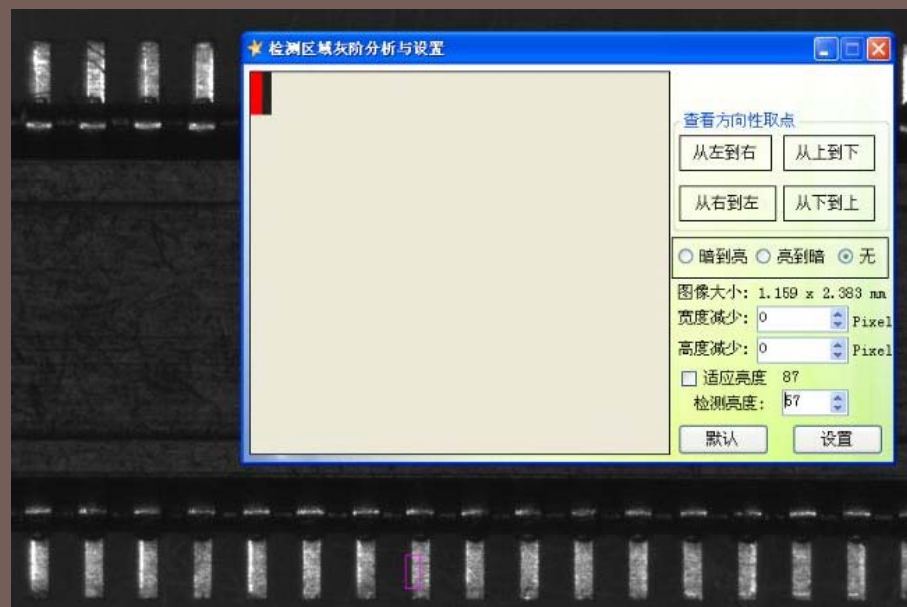 检测区域灰阶分析与设置
查看方向性取点
从左到右 从上到下
从右到左 从下到上
暗到亮 亮到暗 无
图像大小: 1.159 x 2.383 mm
宽度减少: 0 Pixel
高度减少: 0 Pixel
适应亮度 87
检测亮度: 57
默认 设置